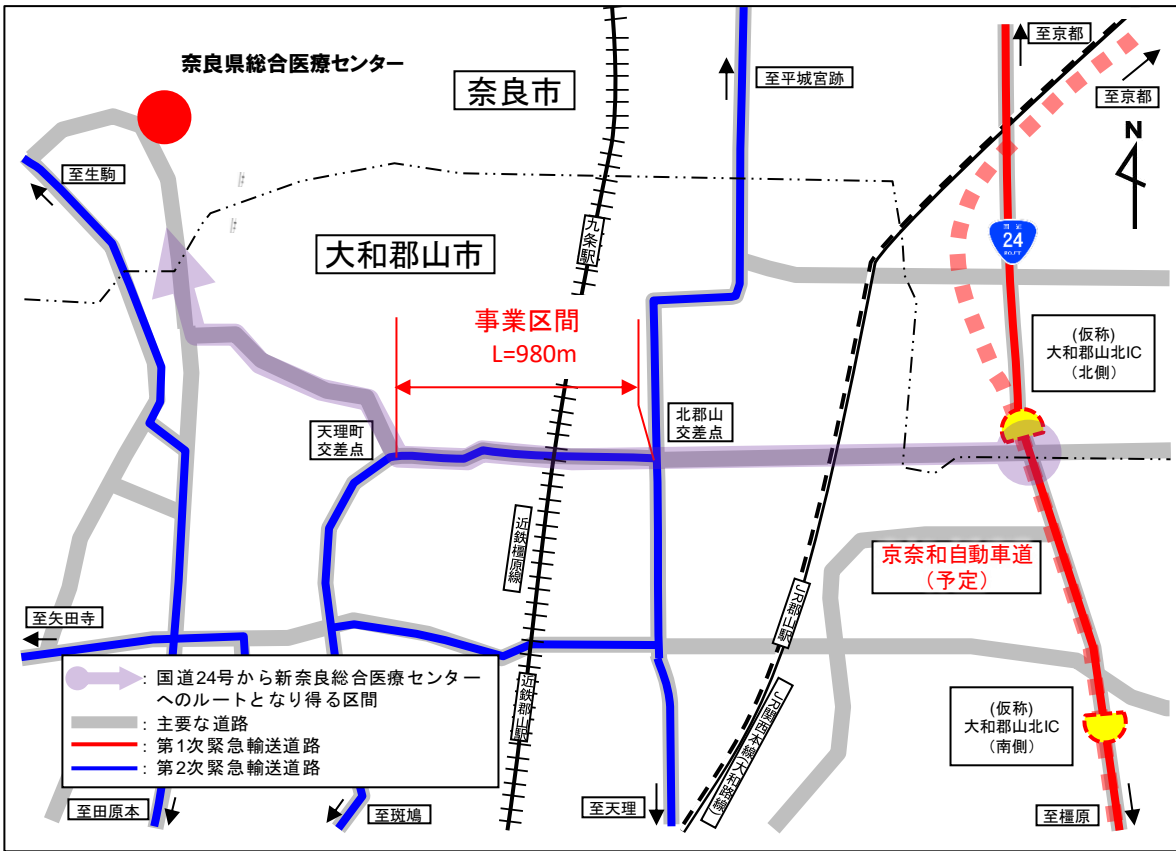 奈良県総合医療センター
奈良市
至平城宮跡
至京都
至京都
N
至生駒
九条駅
国道
24
大和郡山市
事業区間
L=980m
(仮称)
大和郡山北IC
(北側)
天理町
交差点
北郡山
交差点
近鉄橿原線
京奈和自動車道
(予定)
JR郡山駅
至矢田寺
近鉄郡山駅
JR関西本線(大和路線)
(仮称)
大和郡山北IC
(南側)
: 国道24号から新奈良総合医療センター
へのルートとなり得る区間
: 主要な道路
: 第1次緊急輸送道路
: 第2次緊急輸送道路
至田原本
至斑鳩
至天理
至橿原